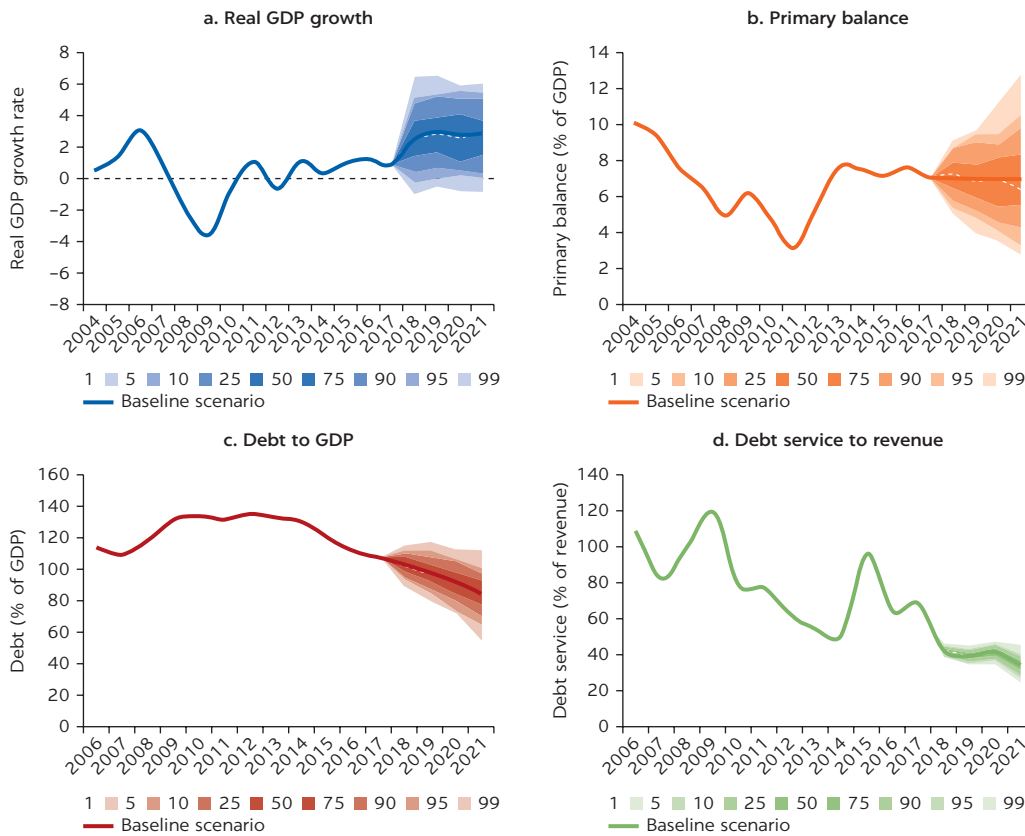 a. Real GDP growth
Real GDP growth rate
8
6
4
2
0
–2
–4
–6
–8
2004 2005 2006 2007 2008 2009 2010 2011 2012 2013 2014 2015 2016 2017 2018 2019 2020 2021
1 5 10 25 50 75 90 95 99
Baseline scenario
b. Primary balance
Primary balance (% of GDP)
14
12
10
8
6
4
2
0
2004 2005 2006 2007 2008 2009 2010 2011 2012 2013 2014 2015 2016 2017 2018 2019 2020 2021
1 5 10 25 50 75 90 95 99
Baseline scenario
c. Debt to GDP
Debt (% of GDP)
160
140
120
100
80
60
40
20
0
2006 2007 2008 2009 2010 2011 2012 2013 2014 2015 2016 2017 2018 2019 2020 2021
1 5 10 25 50 75 90 95 99
Baseline scenario
d. Debt service to revenue
Debt service (% of revenue)
140
120
100
80
60
40
20
0
2006 2007 2008 2009 2010 2011 2012 2013 2014 2015 2016 2017 2018 2019 2020 2021
1 5 10 25 50 75 90 95 99
Baseline scenario